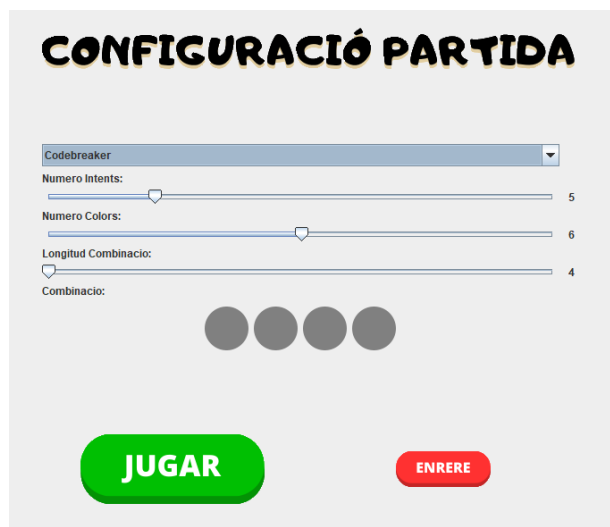 CONFIGURACIÓ PARTIDA
Codebreaker
Numero Intents:
5
Numero Colors:
6
Longitud Combinacio:
4
Combinacio:
JUGAR
ENRERE